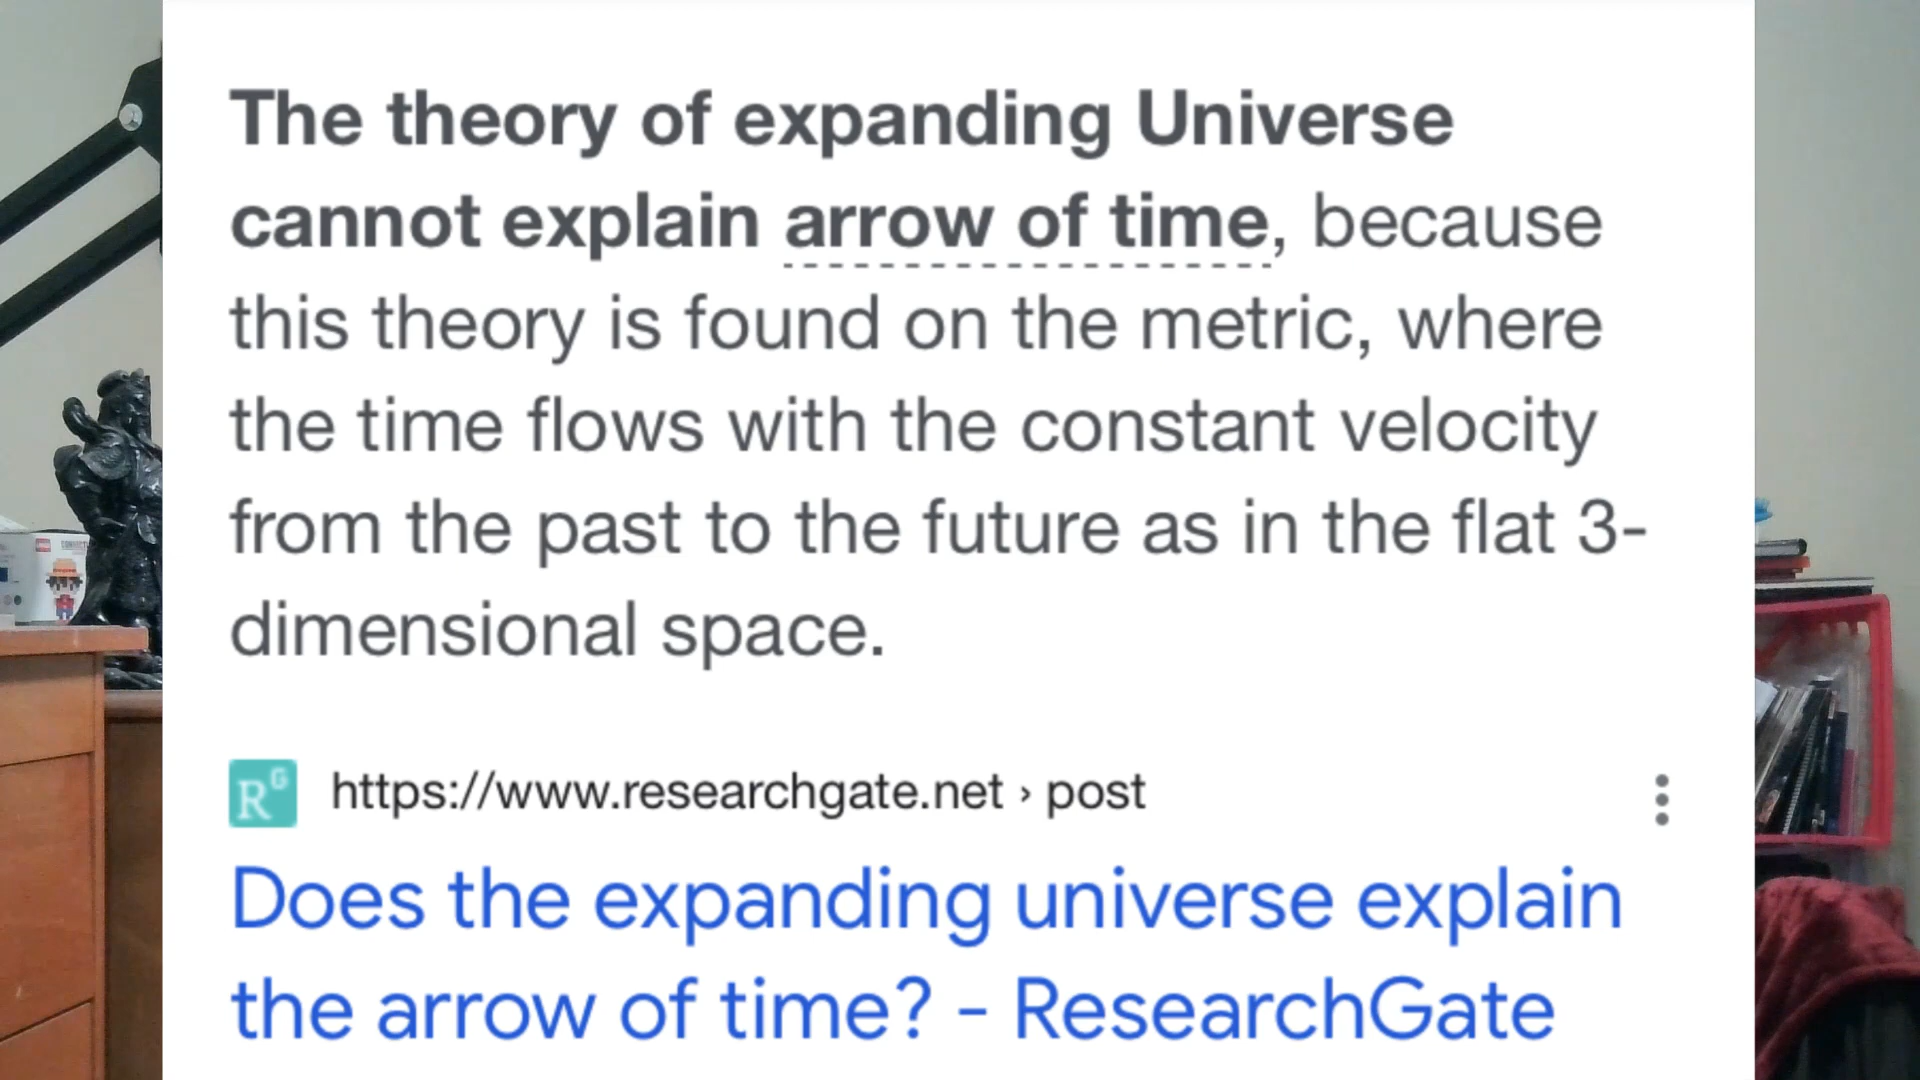 The theory of expanding Universe
cannot explain arrow of time, because
this theory is found on the metric, where
the time flows with the constant velocity
from the past to the future as in the flat 3-
dimensional space.
RG https://www.researchgate.net › post
Does the expanding universe explain
the arrow of time? - ResearchGate